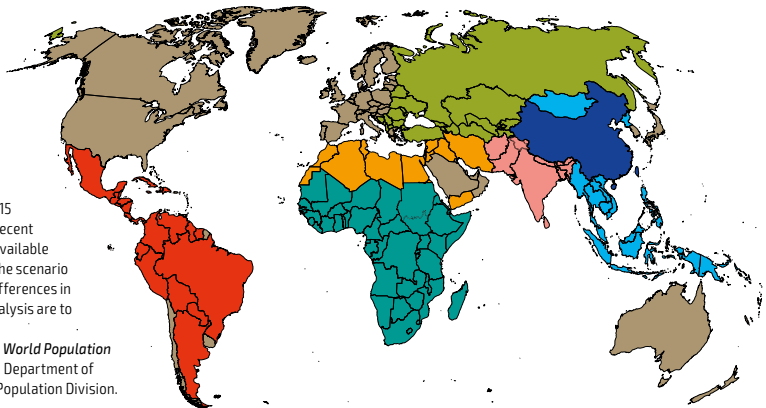 15
ecent
vailable
he scenario
fferences in
alysis are to
World Population
Department of
Population Division.